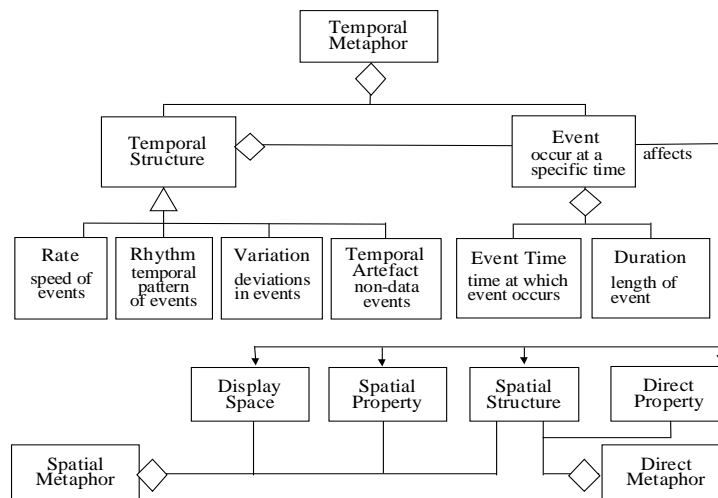 Temporal
Metaphor
Temporal
Structure
Event
occur at a
specific time
affects
Rate
speed of
events
Rhythm
temporal
pattern
of events
Variation
deviations
in events
Temporal
Artefact
non-data
events
Event Time
time at which
event occurs
Duration
length of
event
Display
Space
Spatial
Property
Spatial
Structure
Direct
Property
Spatial
Metaphor
Direct
Metaphor